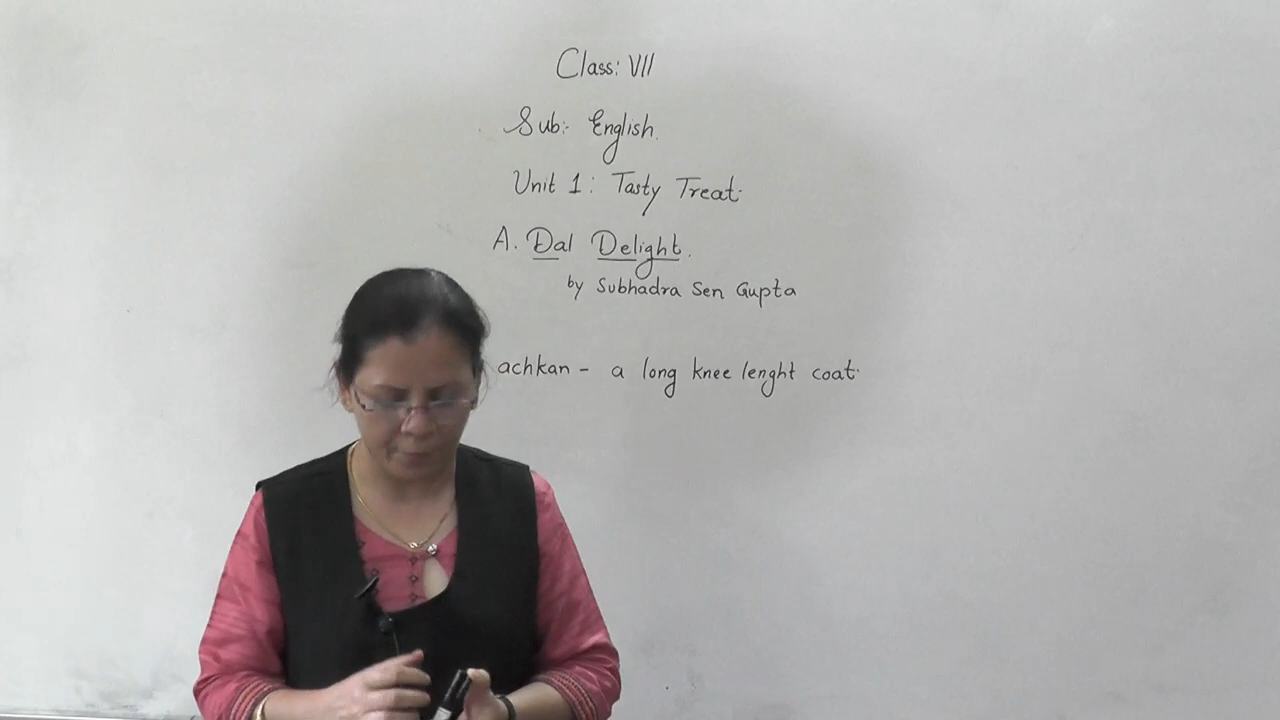 Class: VII
Sub:- English.
Unit 1: Tasty Treat.
A. Dal Delight.
by Subhadra Sen Gupta
achkan - a long knee lenght coat.